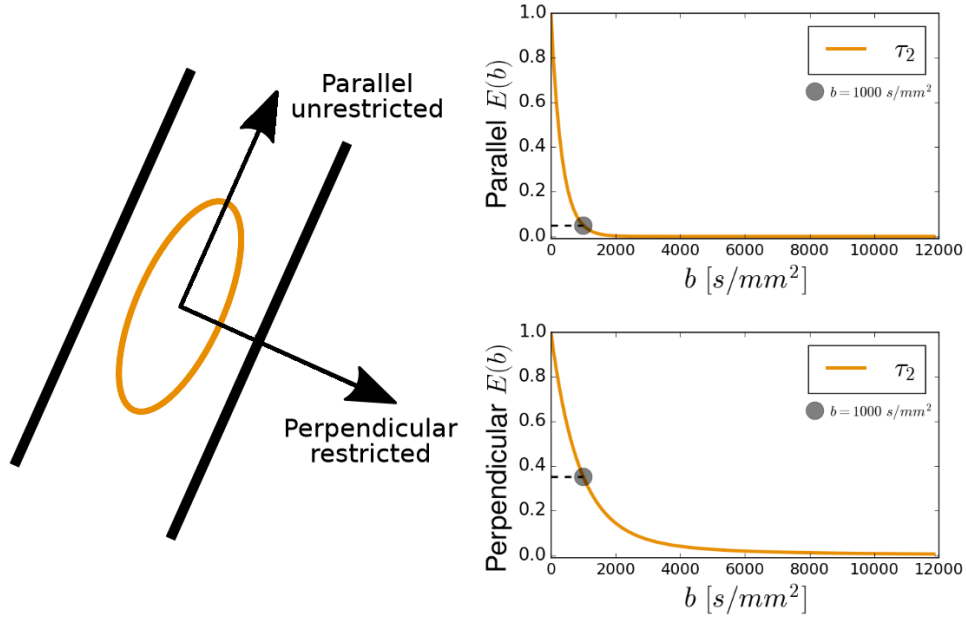 Parallel
unrestricted
Perpendicular
restricted
Parallel E(b)
1.0
0.8
0.6
0.4
0.2
0.0
0
2000
4000
6000
8000
10000
12000
b [s/mm²]
τ₂
b = 1000 s/mm²
Perpendicular E(b)
1.0
0.8
0.6
0.4
0.2
0.0
0
2000
4000
6000
8000
10000
12000
b [s/mm²]
τ₂
b = 1000 s/mm²